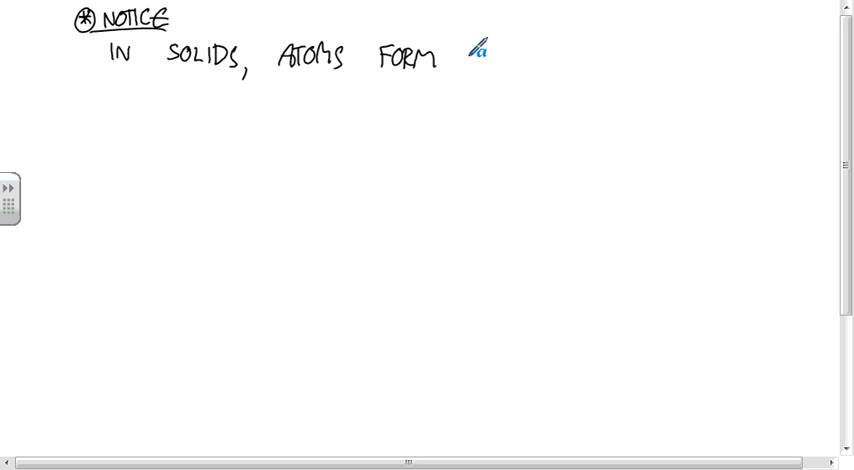 * NOTICE
IN SOLIDS, ATOMS FORM